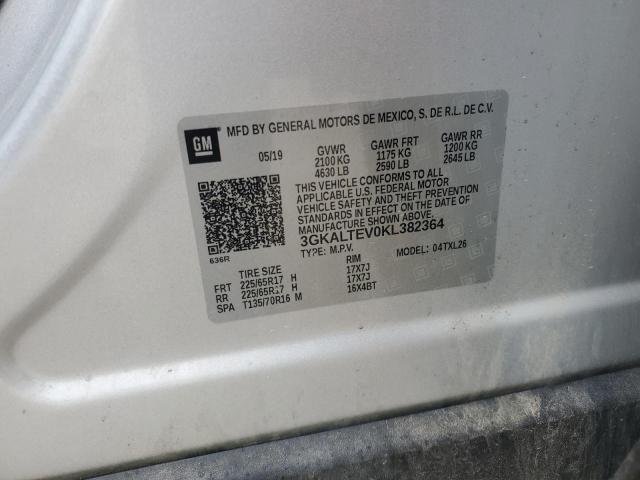 GM
MFD BY GENERAL MOTORS DE MEXICO, S. DE R.L. DE C.V.
05/19 GVWR GAWR FRT GAWR RR
2100 KG 1175 KG 1200 KG
4630 LB 2590 LB 2645 LB
THIS VEHICLE CONFORMS TO ALL
APPLICABLE U.S. FEDERAL MOTOR
VEHICLE SAFETY AND THEFT PREVENTION
STANDARDS IN EFFECT ON THE DATE OF
MANUFACTURE SHOWN ABOVE.
3GKALTEV0KL382364
636R TYPE: M.P.V. MODEL: 04TXL26
TIRE SIZE RIM
FRT 225/65R17 H 17X7J
RR 225/65R17 H 17X7J
SPA T135/70R16 M 16X4BT